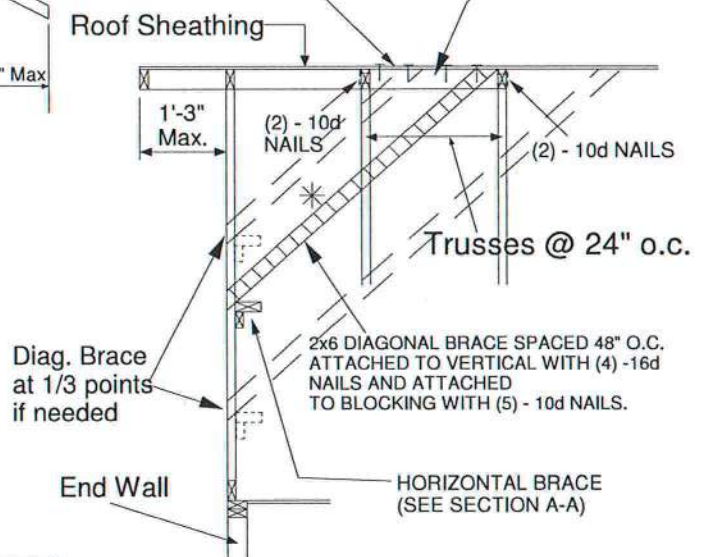 Roof Sheathing
" Max
1'-3"
Max.
(2) - 10d
NAILS
(2) - 10d NAILS
Trusses @ 24" o.c.
2x6 DIAGONAL BRACE SPACED 48" O.C.
ATTACHED TO VERTICAL WITH (4) -16d
NAILS AND ATTACHED
TO BLOCKING WITH (5) - 10d NAILS.
Diag. Brace
at 1/3 points
if needed
End Wall
HORIZONTAL BRACE
(SEE SECTION A-A)